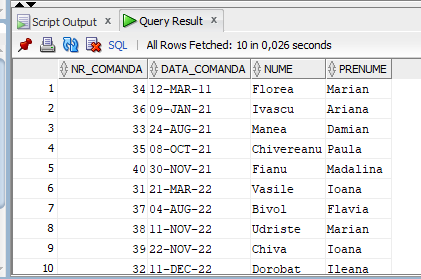 Script Output × Query Result ×
SQL | All Rows Fetched: 10 in 0,026 seconds
NR_COMANDA DATA_COMANDA NUME PRENUME
1 34 12-MAR-11 Florea Marian
2 36 09-JAN-21 Ivascu Ariana
3 33 24-AUG-21 Manea Damian
4 35 08-OCT-21 Chivereanu Paula
5 40 30-NOV-21 Fianu Madalina
6 31 21-MAR-22 Vasile Ioana
7 37 04-AUG-22 Bivol Flavia
8 38 11-NOV-22 Udriste Marian
9 39 22-NOV-22 Chiva Ioana
10 32 11-DEC-22 Dorobat Ileana